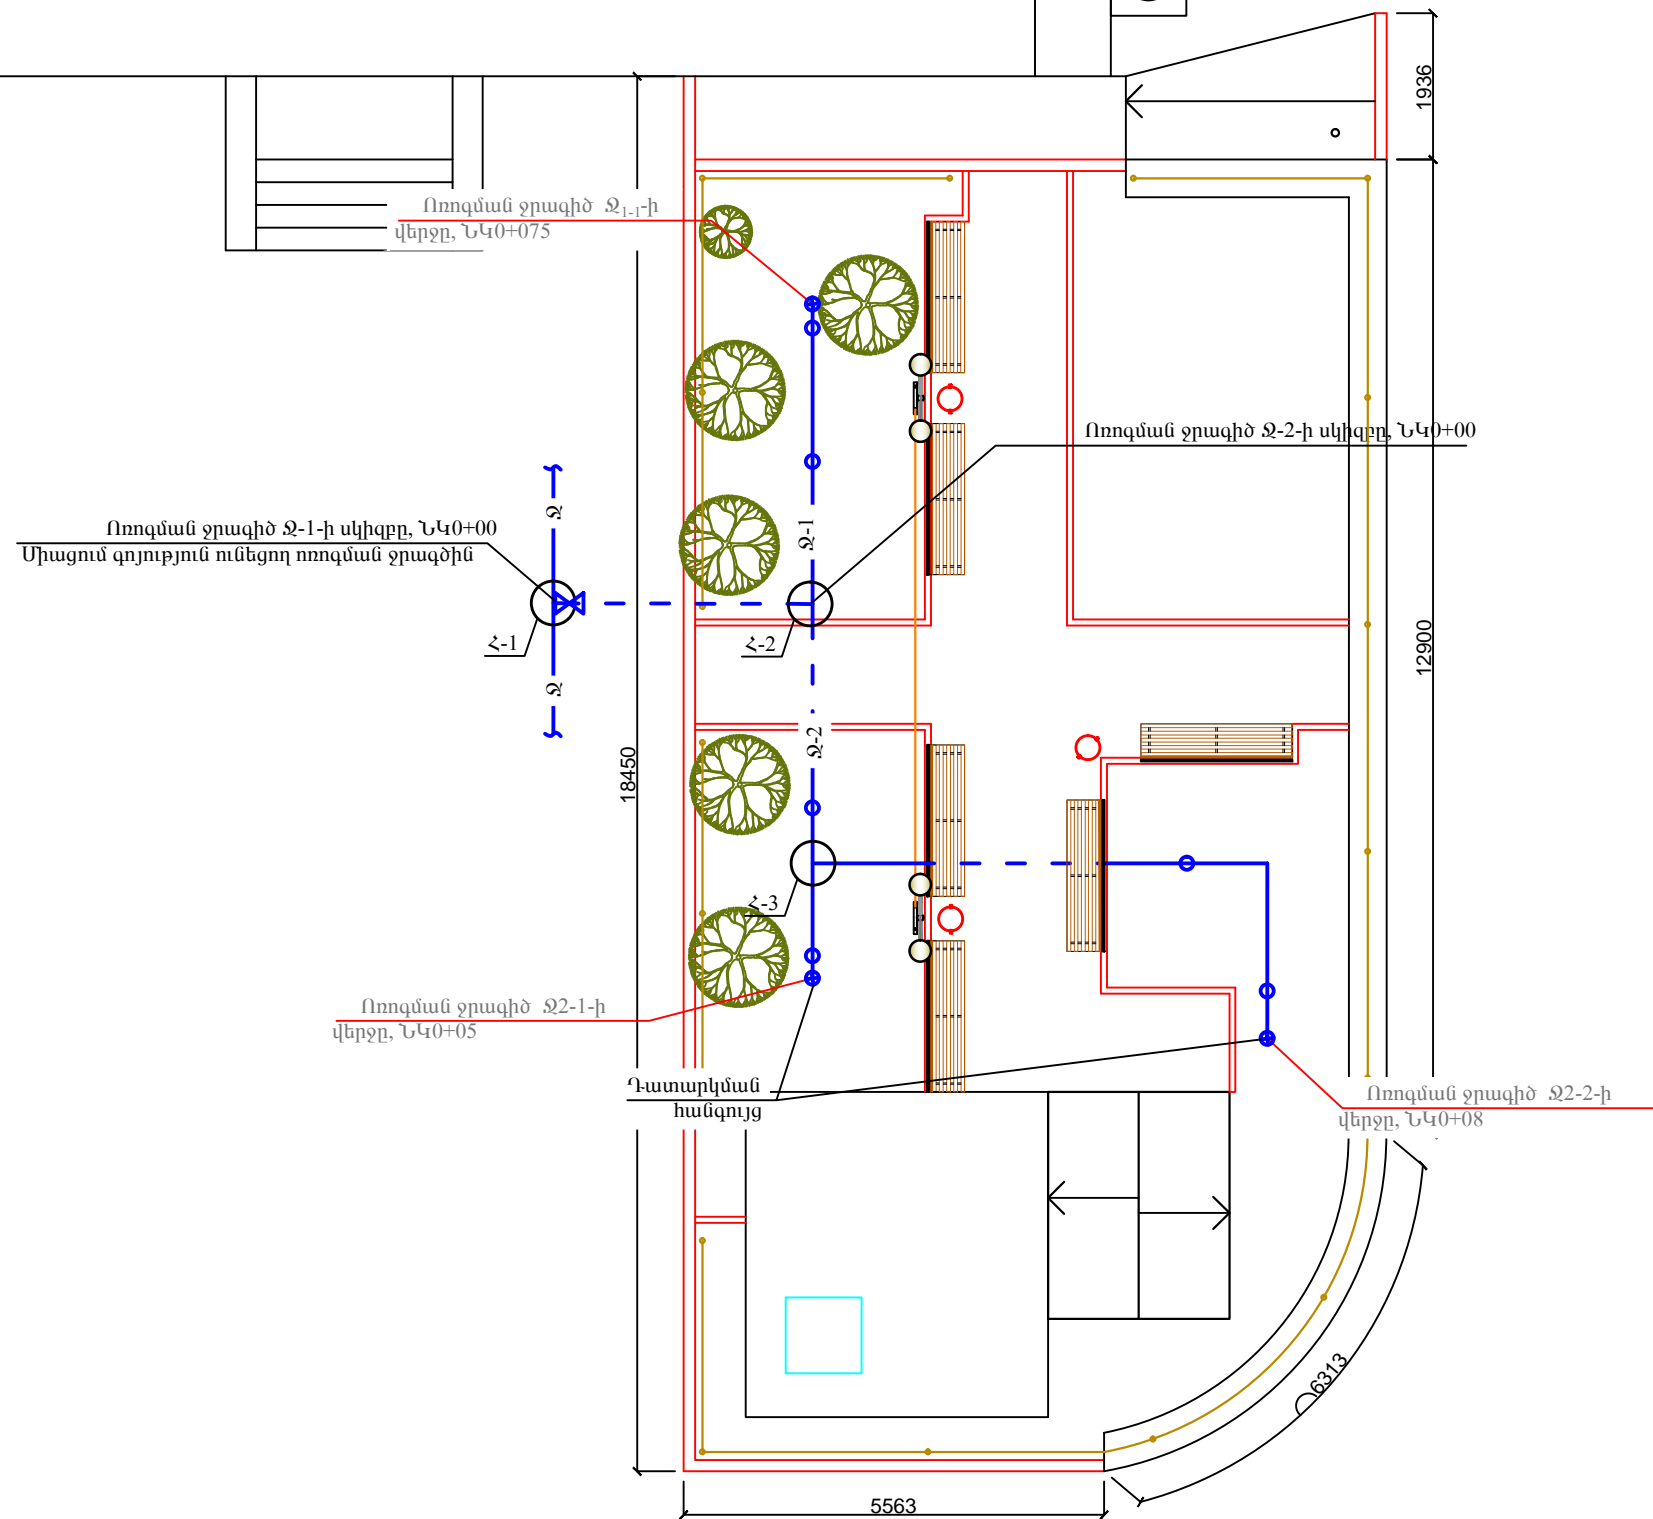 1936
Ոռոգման ջրագիծ Ջ1-1-ի
վերջը, ՆԿ0+075
Ոռոգման ջրագիծ Ջ-2-ի սկիզբը, ՆԿ0+00
Ջ
Ջ-1
Ոռոգման ջրագիծ Ջ-1-ի սկիզբը, ՆԿ0+00
Միացում գոյություն ունեցող ոռոգման ջրագծին
Հ-1
Հ-2
12900
Ջ
Ջ-2
18450
Հ-3
Ոռոգման ջրագիծ Ջ2-1-ի
վերջը, ՆԿ0+05
Դատարկման
հանգույց
Ոռոգման ջրագիծ Ջ2-2-ի
վերջը, ՆԿ0+08
6313
5563